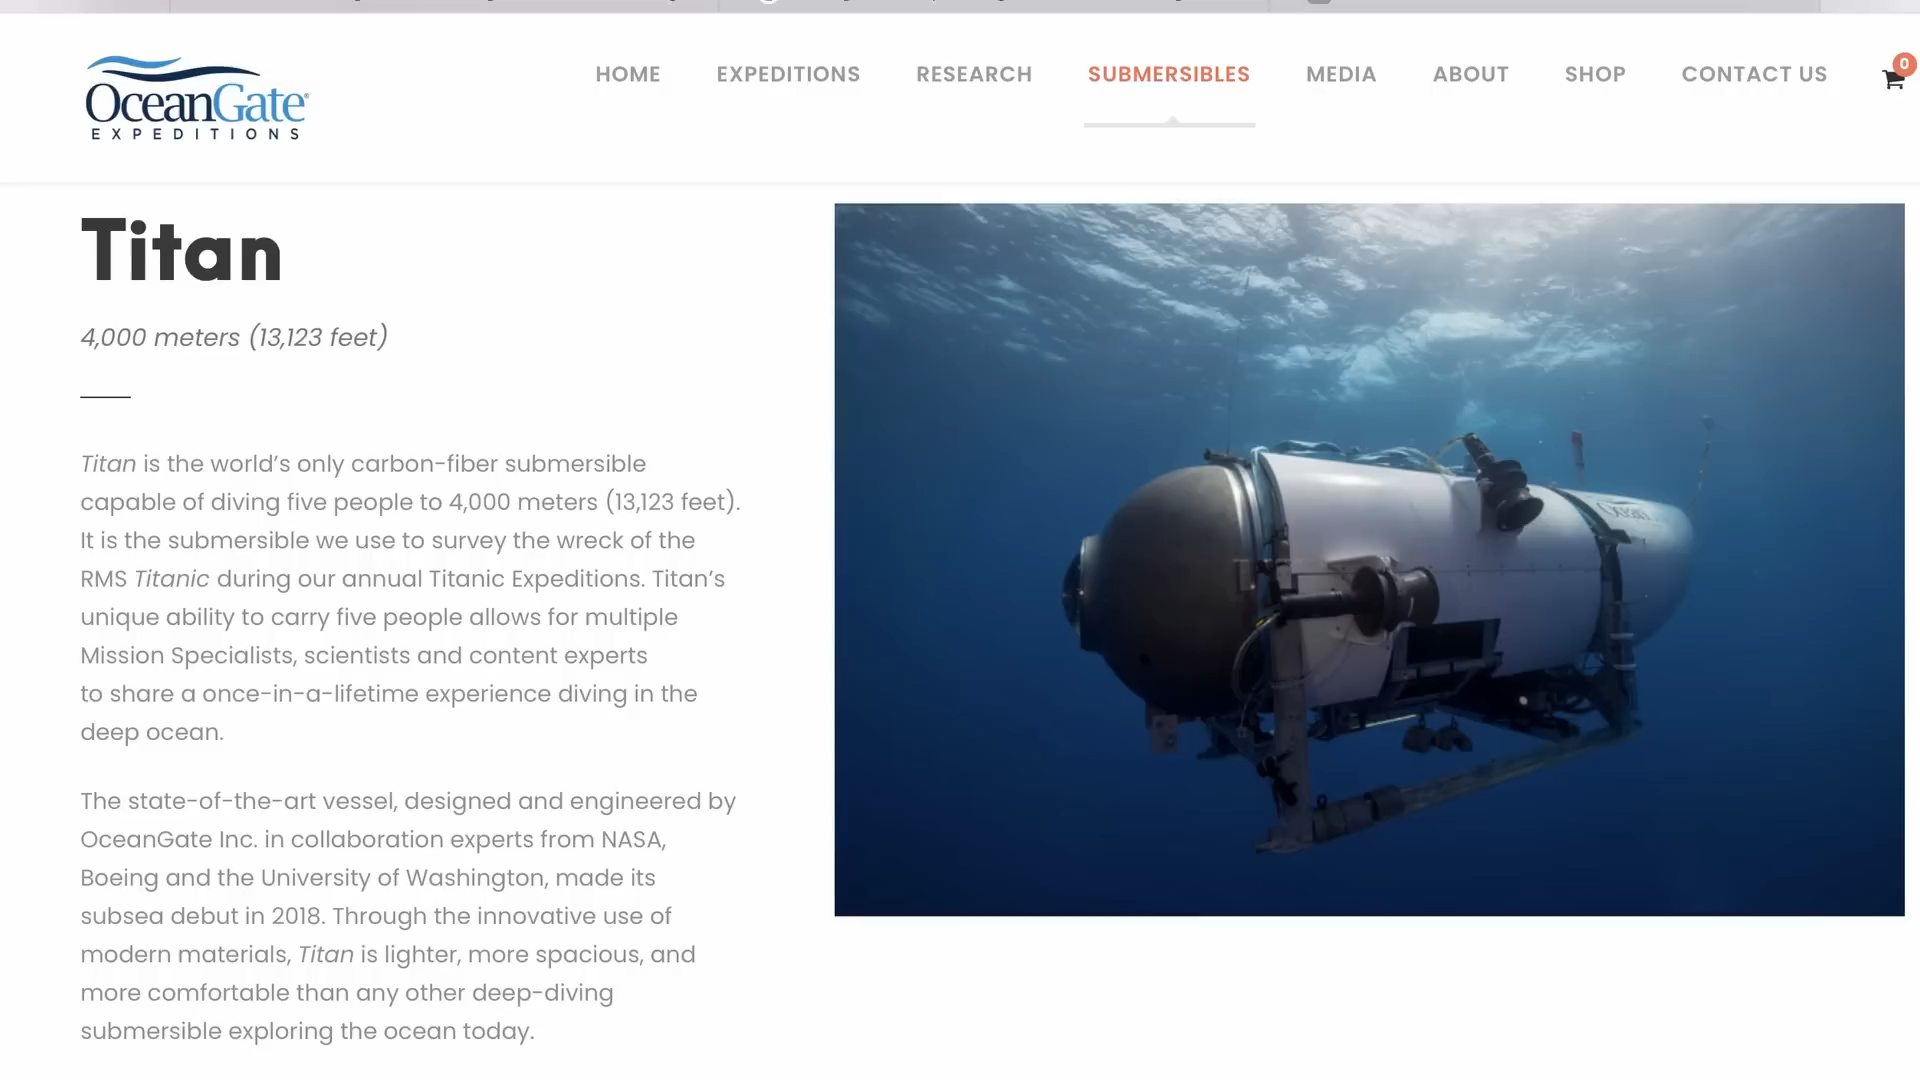 OceanGate®
EXPEDITIONS
HOME EXPEDITIONS RESEARCH SUBMERSIBLES MEDIA ABOUT SHOP CONTACT US 0
Titan
4,000 meters (13,123 feet)
Titan is the world’s only carbon-fiber submersible
capable of diving five people to 4,000 meters (13,123 feet).
It is the submersible we use to survey the wreck of the
RMS Titanic during our annual Titanic Expeditions. Titan’s
unique ability to carry five people allows for multiple
Mission Specialists, scientists and content experts
to share a once-in-a-lifetime experience diving in the
deep ocean.
The state-of-the-art vessel, designed and engineered by
OceanGate Inc. in collaboration experts from NASA,
Boeing and the University of Washington, made its
subsea debut in 2018. Through the innovative use of
modern materials, Titan is lighter, more spacious, and
more comfortable than any other deep-diving
submersible exploring the ocean today.